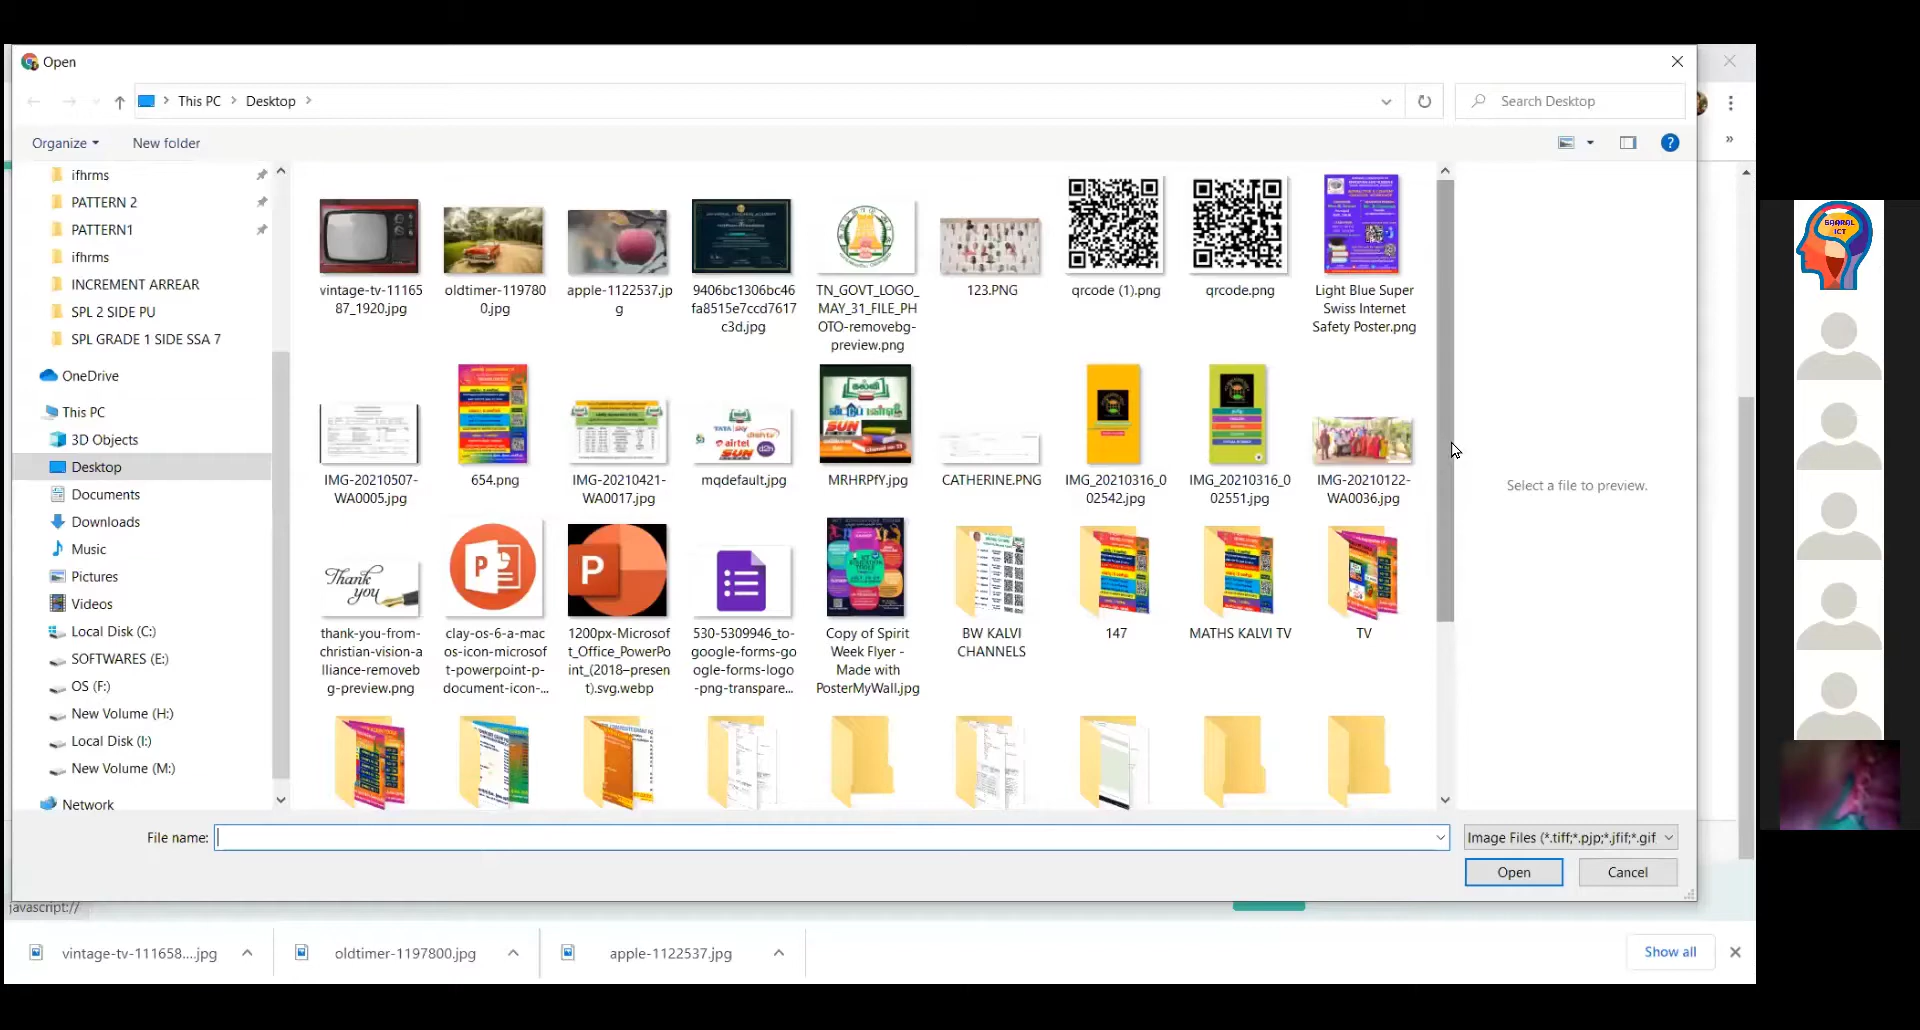 Open
This PC
Desktop
Search Desktop
Organize
New folder
ifhrms
PATTERN 2
PATTERN1
ifhrms
INCREMENT ARREAR
SPL 2 SIDE PU
SPL GRADE 1 SIDE SSA 7
OneDrive
This PC
3D Objects
Desktop
Documents
Downloads
Music
Pictures
Videos
Local Disk (C:)
SOFTWARES (E:)
OS (F:)
New Volume (H:)
Local Disk (I:)
New Volume (M:)
Network
vintage-tv-11165
87_1920.jpg
oldtimer-119780
0.jpg
apple-1122537.jp
g
9406bc1306bc46
fa8515e7ccd7617
c3d.jpg
TN_GOVT_LOGO_
MAY_31_FILE_PH
OTO-removebg-
preview.png
123.PNG
qrcode (1).png
qrcode.png
Light Blue Super
Swiss Internet
Safety Poster.png
IMG-20210507-
WA0005.jpg
654.png
IMG-20210421-
WA0017.jpg
mqdefault.jpg
MRHRPfY.jpg
CATHERINE.PNG
IMG_20210316_0
02542.jpg
IMG_20210316_0
02551.jpg
IMG-20210122-
WA0036.jpg
Thank
you
thank-you-from-
christian-vision-a
lliance-removeb
g-preview.png
clay-os-6-a-mac
os-icon-microsof
t-powerpoint-p-
document-icon-...
1200px-Microsof
t_Office_PowerPo
int_(2018–presen
t).svg.webp
530-5309946_to-
google-forms-go
ogle-forms-logo
-png-transpare...
Copy of Spirit
Week Flyer -
Made with
PosterMyWall.jpg
BW KALVI
CHANNELS
147
MATHS KALVI TV
TV
Select a file to preview.
File name:
Image Files (*.tiff;*.pjp;*.jfif;*.gif
Open
Cancel
javascript://
vintage-tv-111658....jpg
oldtimer-1197800.jpg
apple-1122537.jpg
Show all
SAARAL
ICT